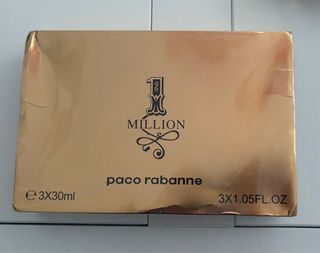 1
MILLION
paco rabanne
℮ 3X30ml 3X1.05FL.OZ